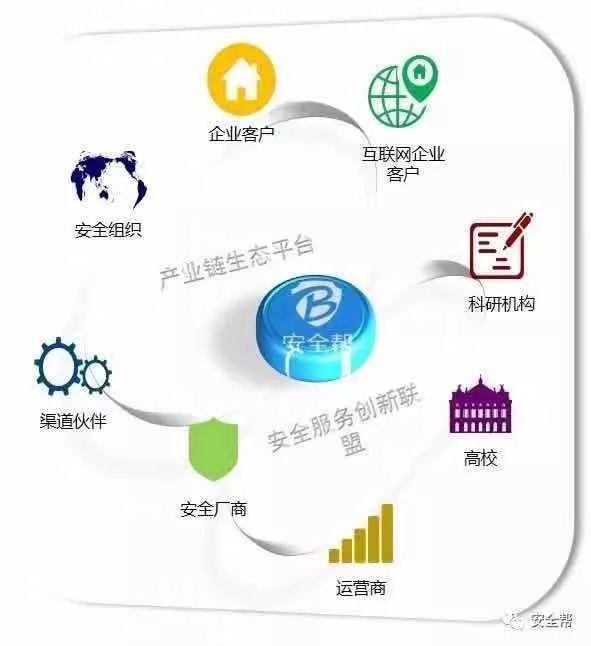 企业客户
互联网企业
客户
安全组织
产业链生态平台
科研机构
B
安全帮
渠道伙伴
安全服务创新联
盟
高校
安全厂商
运营商
安全帮